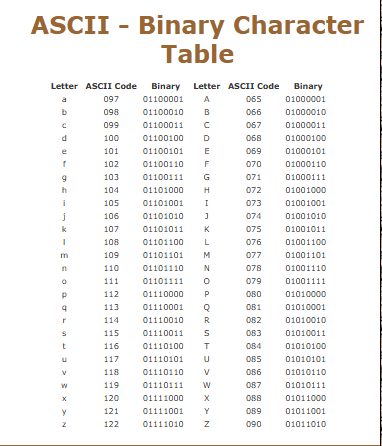 ASCII - Binary Character
Table
Letter ASCII Code Binary Letter ASCII Code Binary
a 097 01100001 A 065 01000001
b 098 01100010 B 066 01000010
c 099 01100011 C 067 01000011
d 100 01100100 D 068 01000100
e 101 01100101 E 069 01000101
f 102 01100110 F 070 01000110
g 103 01100111 G 071 01000111
h 104 01101000 H 072 01001000
i 105 01101001 I 073 01001001
j 106 01101010 J 074 01001010
k 107 01101011 K 075 01001011
l 108 01101100 L 076 01001100
m 109 01101101 M 077 01001101
n 110 01101110 N 078 01001110
o 111 01101111 O 079 01001111
p 112 01110000 P 080 01010000
q 113 01110001 Q 081 01010001
r 114 01110010 R 082 01010010
s 115 01110011 S 083 01010011
t 116 01110100 T 084 01010100
u 117 01110101 U 085 01010101
v 118 01110110 V 086 01010110
w 119 01110111 W 087 01010111
x 120 01111000 X 088 01011000
y 121 01111001 Y 089 01011001
z 122 01111010 Z 090 01011010